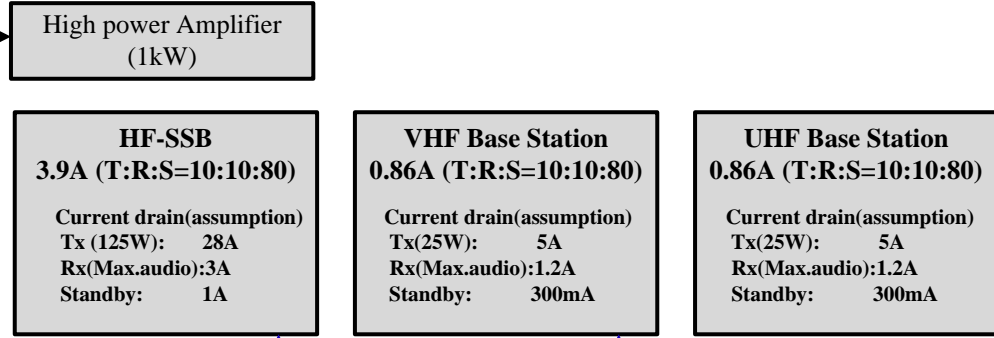 High power Amplifier
(1kW)
HF-SSB
3.9A (T:R:S=10:10:80)
Current drain(assumption)
Tx (125W): 28A
Rx(Max.audio):3A
Standby: 1A
VHF Base Station
0.86A (T:R:S=10:10:80)
Current drain(assumption)
Tx(25W): 5A
Rx(Max.audio):1.2A
Standby: 300mA
UHF Base Station
0.86A (T:R:S=10:10:80)
Current drain(assumption)
Tx(25W): 5A
Rx(Max.audio):1.2A
Standby: 300mA